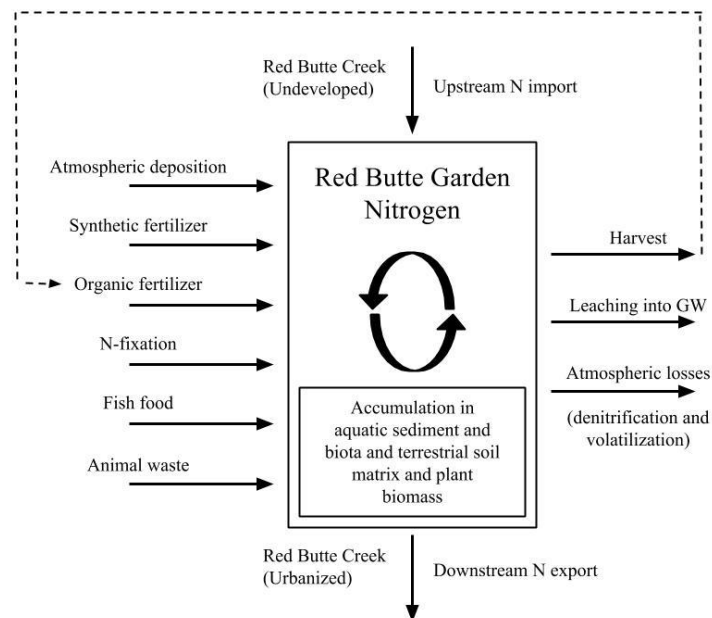 Red Butte Creek
(Undeveloped)
Upstream N import
Atmospheric deposition
Synthetic fertilizer
Organic fertilizer
N-fixation
Fish food
Animal waste
Red Butte Garden
Nitrogen
Accumulation in
aquatic sediment and
biota and terrestrial soil
matrix and plant
biomass
Harvest
Leaching into GW
Atmospheric losses
(denitrification and
volatilization)
Red Butte Creek
(Urbanized)
Downstream N export